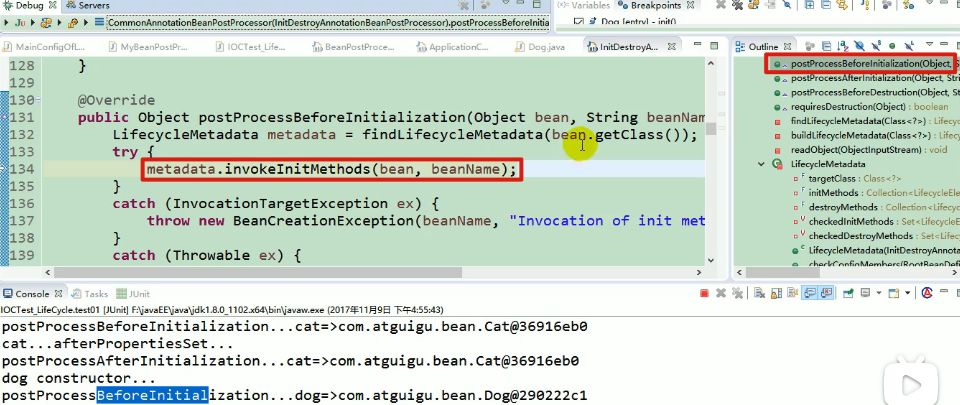 Debug Servers
Variables Breakpoints
Ju CommonAnnotationBeanPostProcessor(InitDestroyAnnotationBeanPostProcessor).postProcessBeforeInitia
Dog [entry] - init()
MainConfigOfL... MyBeanPostPr... IOCTest_LifeC... BeanPostProce... ApplicationC... Dog.java InitDestroyA...
Outline
128 }
129
130 @Override
131 public Object postProcessBeforeInitialization(Object bean, String beanNam
132 LifecycleMetadata metadata = findLifecycleMetadata(bean.getClass());
133 try {
134 metadata.invokeInitMethods(bean, beanName);
135 }
136 catch (InvocationTargetException ex) {
137 throw new BeanCreationException(beanName, "Invocation of init met
138 }
139 catch (Throwable ex) {
postProcessBeforeInitialization(Object, S
postProcessAfterInitialization(Object, Strin
postProcessBeforeDestruction(Object, St
requiresDestruction(Object) : boolean
findLifecycleMetadata(Class<?>) : Lifecycl
buildLifecycleMetadata(Class<?>) : Lifecy
readObject(ObjectInputStream) : void
LifecycleMetadata
targetClass : Class<?>
initMethods : Collection<LifecycleElem
destroyMethods : Collection<Lifecycle
checkedInitMethods : Set<LifecycleEl
checkedDestroyMethods : Set<Lifecyc
LifecycleMetadata(InitDestroyAnnota
checkConfigMembers(RootBeanDefi
Console Tasks JUnit
IOCTest_LifeCycle.test01 [JUnit] F:\javaEE\java\jdk1.8.0_1102.x64\bin\javaw.exe (2017年11月9日 下午4:55:43)
postProcessBeforeInitialization...cat=>com.atguigu.bean.Cat@36916eb0
cat...afterPropertiesSet...
postProcessAfterInitialization...cat=>com.atguigu.bean.Cat@36916eb0
dog constructor...
postProcessBeforeInitialization...dog=>com.atguigu.bean.Dog@290222c1